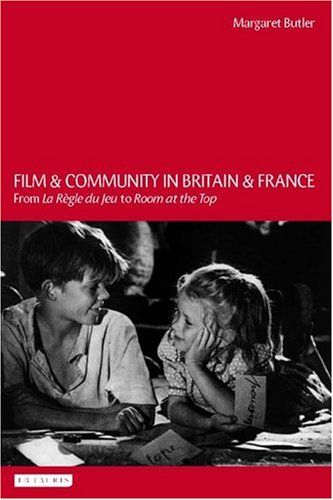 Margaret Butler
FILM & COMMUNITY IN BRITAIN & FRANCE
From La Règle du Jeu to Room at the Top
I.B.TAURIS